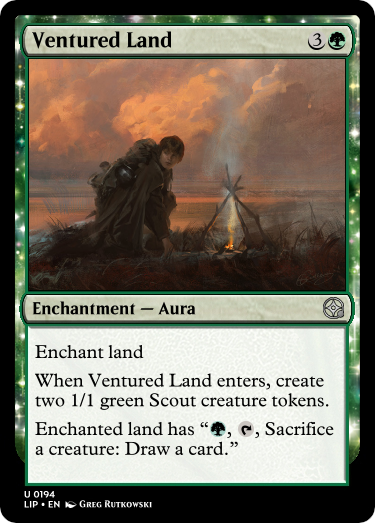 Ventured Land 3
Enchantment — Aura
Enchant land
When Ventured Land enters, create
two 1/1 green Scout creature tokens.
Enchanted land has “, , Sacrifice
a creature: Draw a card.”
U 0194
LIP • EN Greg Rutkowski